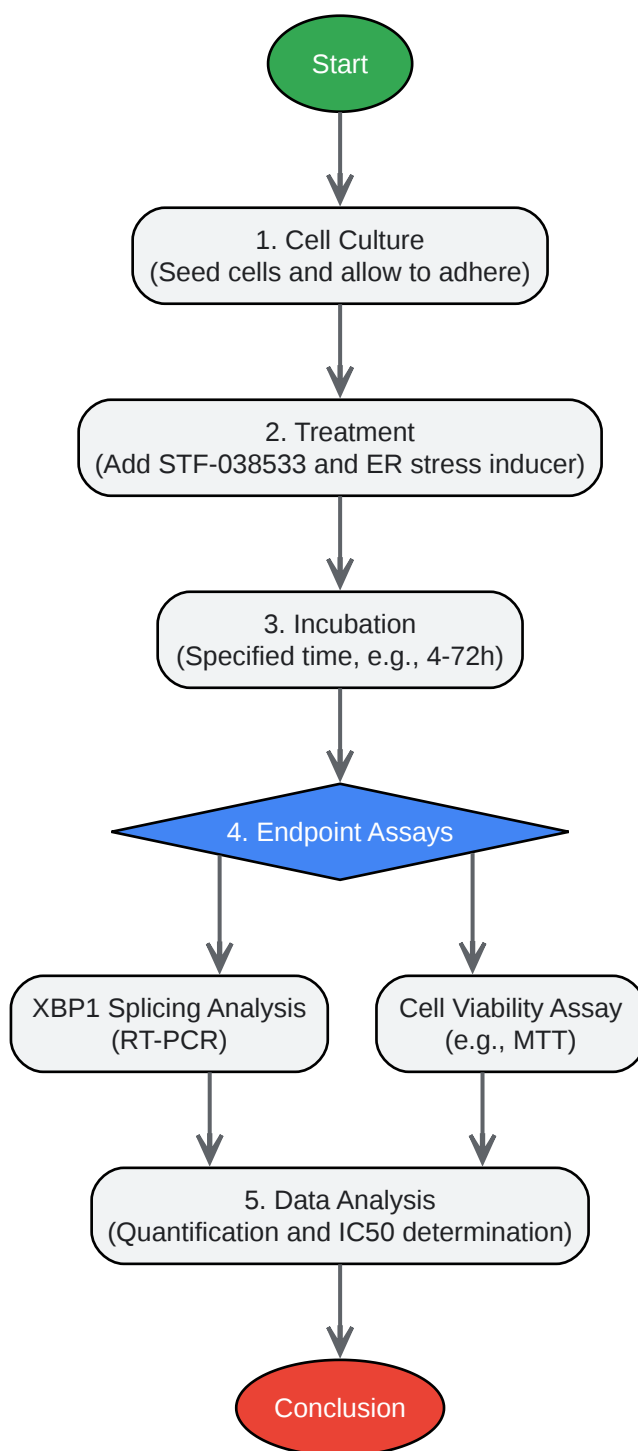 Start
1. Cell Culture
(Seed cells and allow to adhere)
2. Treatment
(Add STF-038533 and ER stress inducer)
3. Incubation
(Specified time, e.g., 4-72h)
4. Endpoint Assays
XBP1 Splicing Analysis
(RT-PCR)
Cell Viability Assay
(e.g., MTT)
5. Data Analysis
(Quantification and IC50 determination)
Conclusion